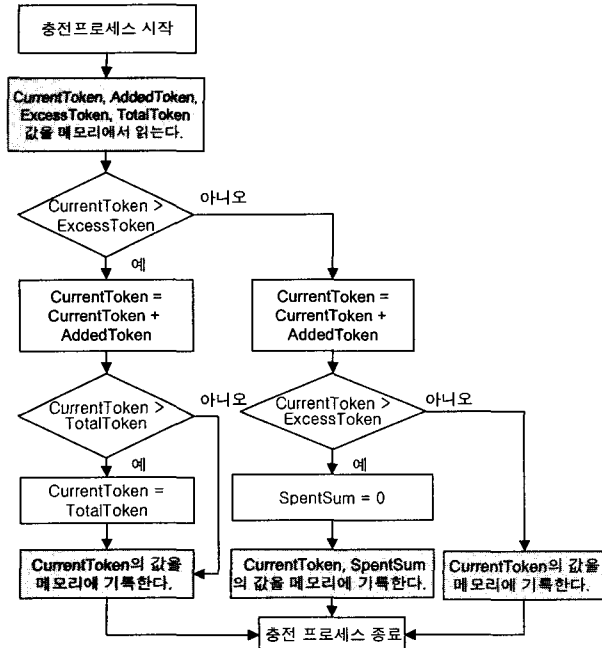 충전프로세스 시작
CurrentToken, AddedToken,
ExcessToken, TotalToken
값을 메모리에서 읽는다.
CurrentToken >
ExcessToken
아니오
예
CurrentToken =
CurrentToken +
AddedToken
CurrentToken =
CurrentToken +
AddedToken
CurrentToken >
TotalToken
아니오
CurrentToken >
ExcessToken
아니오
예
예
CurrentToken =
TotalToken
SpentSum = 0
CurrentToken의 값을
메모리에 기록한다.
CurrentToken, SpentSum
의 값을 메모리에 기록한다.
CurrentToken의 값을
메모리에 기록한다.
충전 프로세스 종료